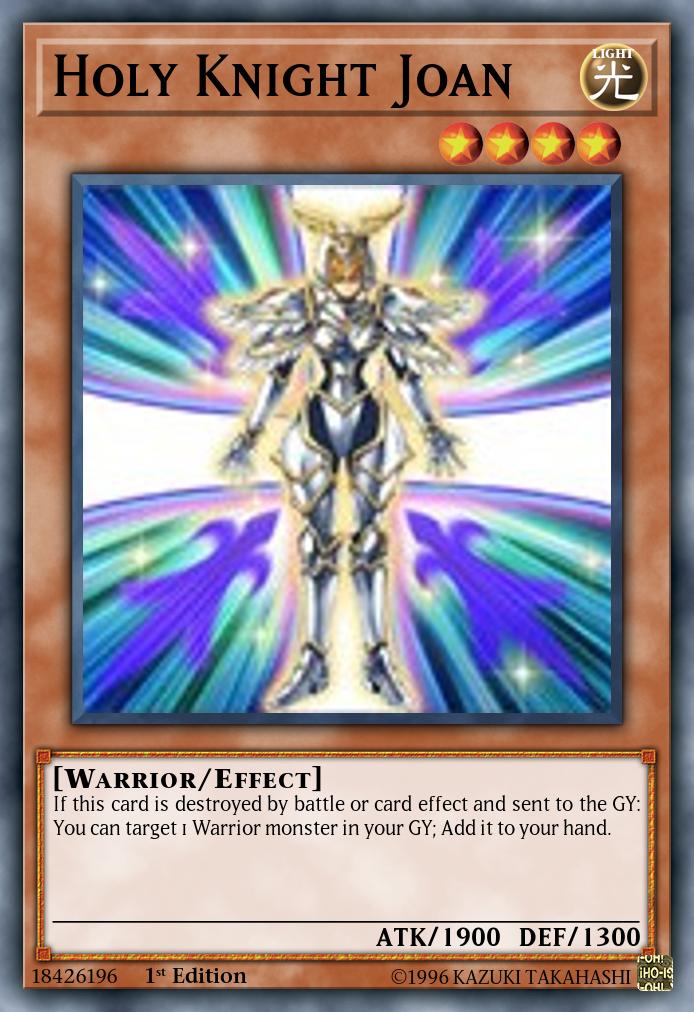 Holy Knight Joan
LIGHT
光
[Warrior/Effect]
If this card is destroyed by battle or card effect and sent to the GY:
You can target 1 Warrior monster in your GY; Add it to your hand.
ATK/1900 DEF/1300
18426196 1st Edition ©1996 KAZUKI TAKAHASHI